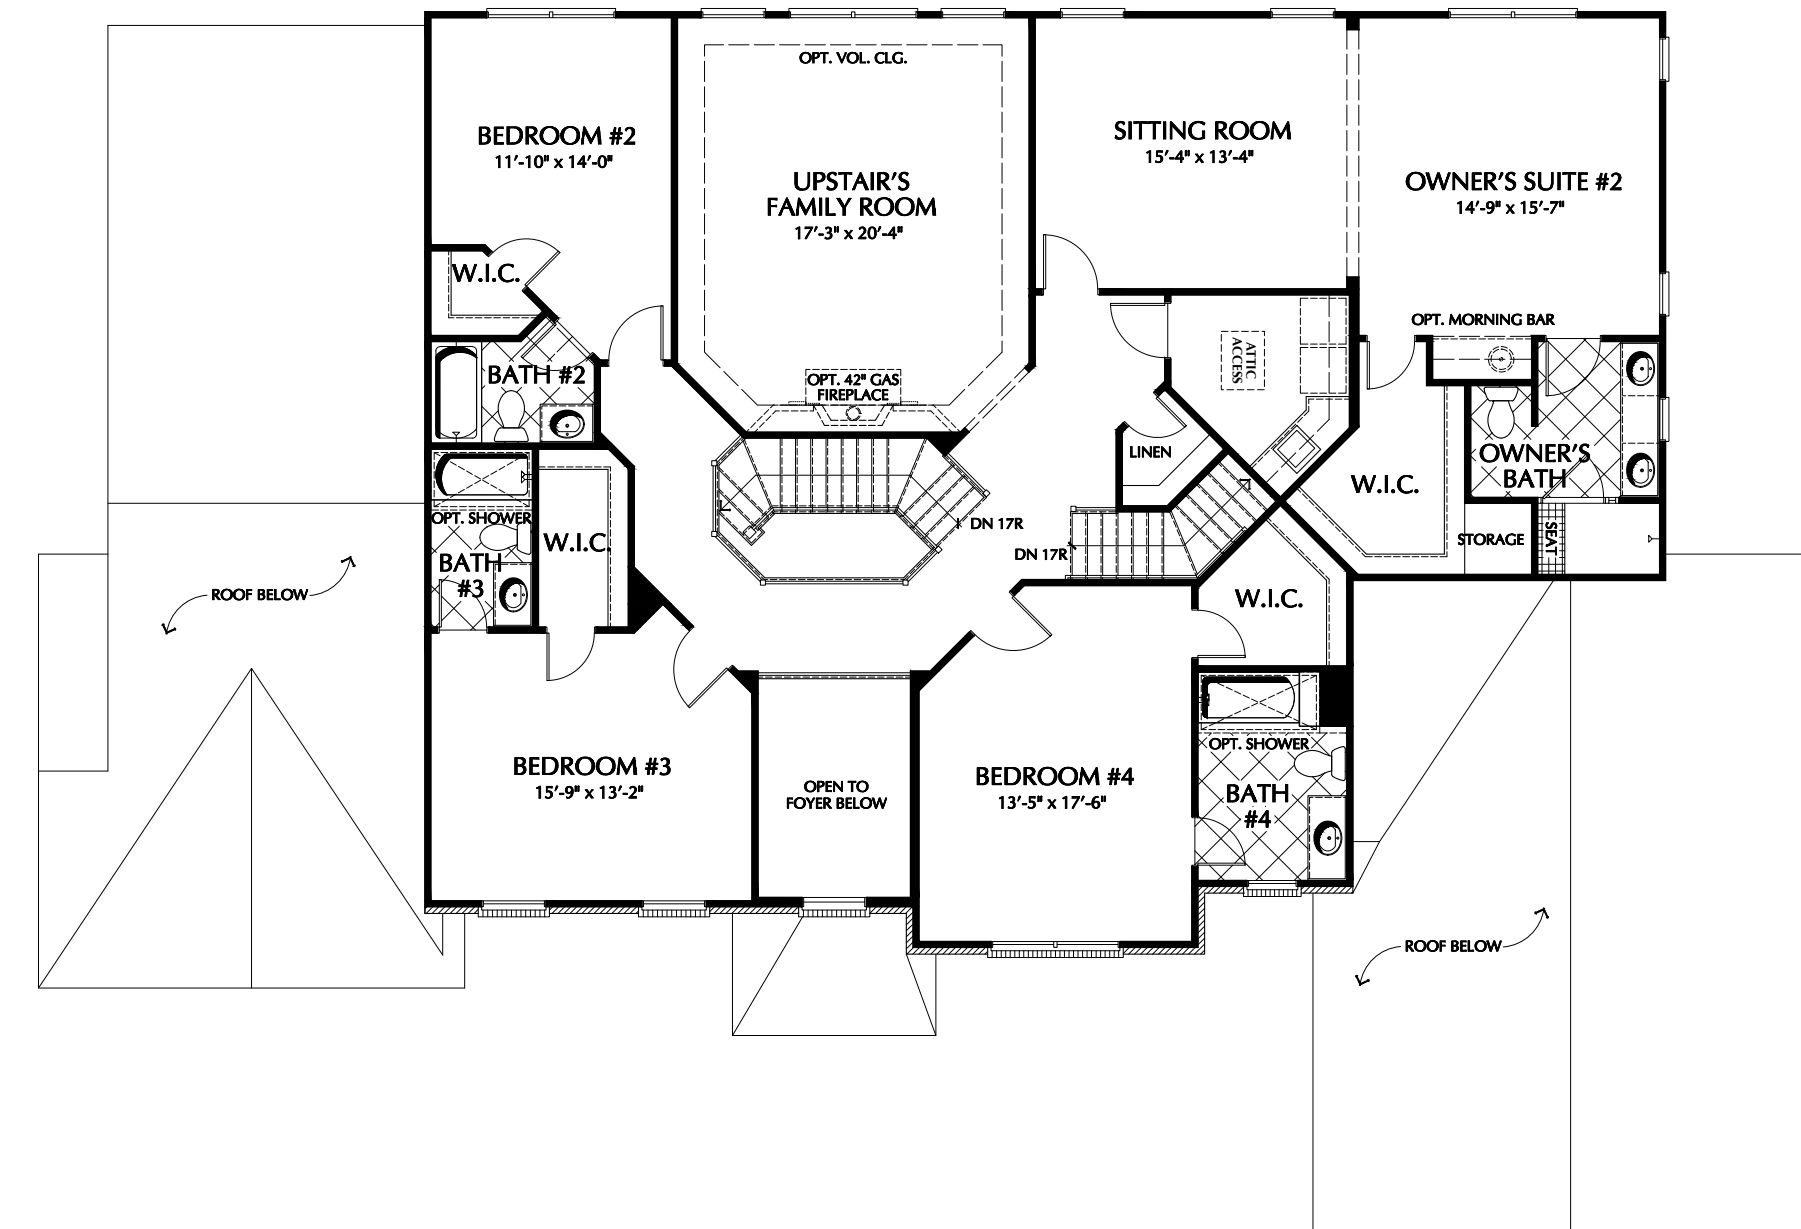 OPT. VOL. CLG.
BEDROOM #2
11'-10" x 14'-0"
UPSTAIR'S
FAMILY ROOM
17'-3" x 20'-4"
SITTING ROOM
15'-4" x 13'-4"
OWNER'S SUITE #2
14'-9" x 15'-7"
W.I.C.
OPT. MORNING BAR
ATTIC
ACCESS
BATH #2
OPT. 42" GAS
FIREPLACE
LINEN
OWNER'S
BATH
W.I.C.
OPT. SHOWER
DN 17R
W.I.C.
DN 17R
STORAGE
SEAT
BATH
#3
ROOF BELOW
W.I.C.
OPT. SHOWER
BEDROOM #3
15'-9" x 13'-2"
OPEN TO
FOYER BELOW
BEDROOM #4
13'-5" x 17'-6"
BATH
#4
ROOF BELOW